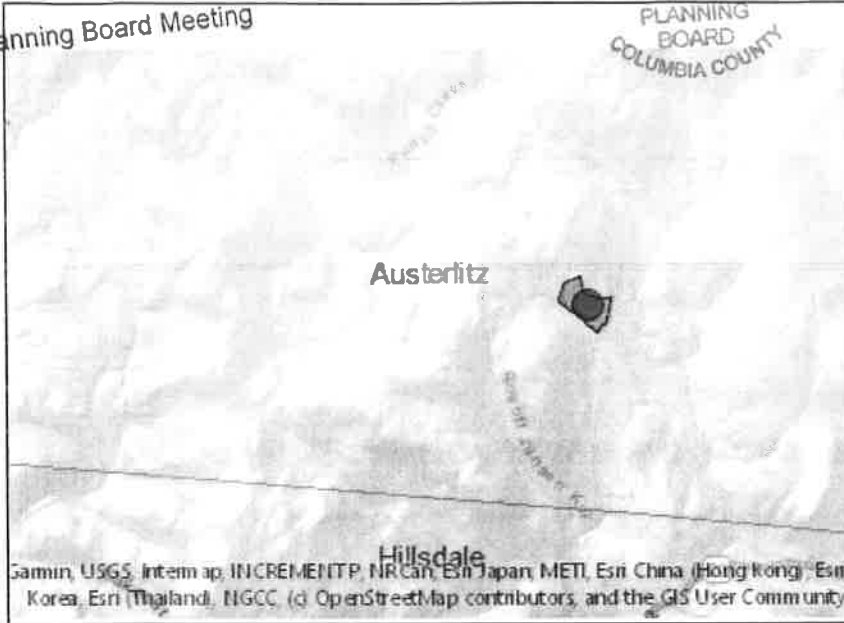 anning Board Meeting
PLANNING
BOARD
COLUMBIA COUNTY
Austerlitz
Hillsdale
Garmin, USGS, Intermap, INCREMENT P, NRCan, Esri Japan, METI, Esri China (Hong Kong), Esri
Korea, Esri (Thailand), NGCC, (c) OpenStreetMap contributors, and the GIS User Community